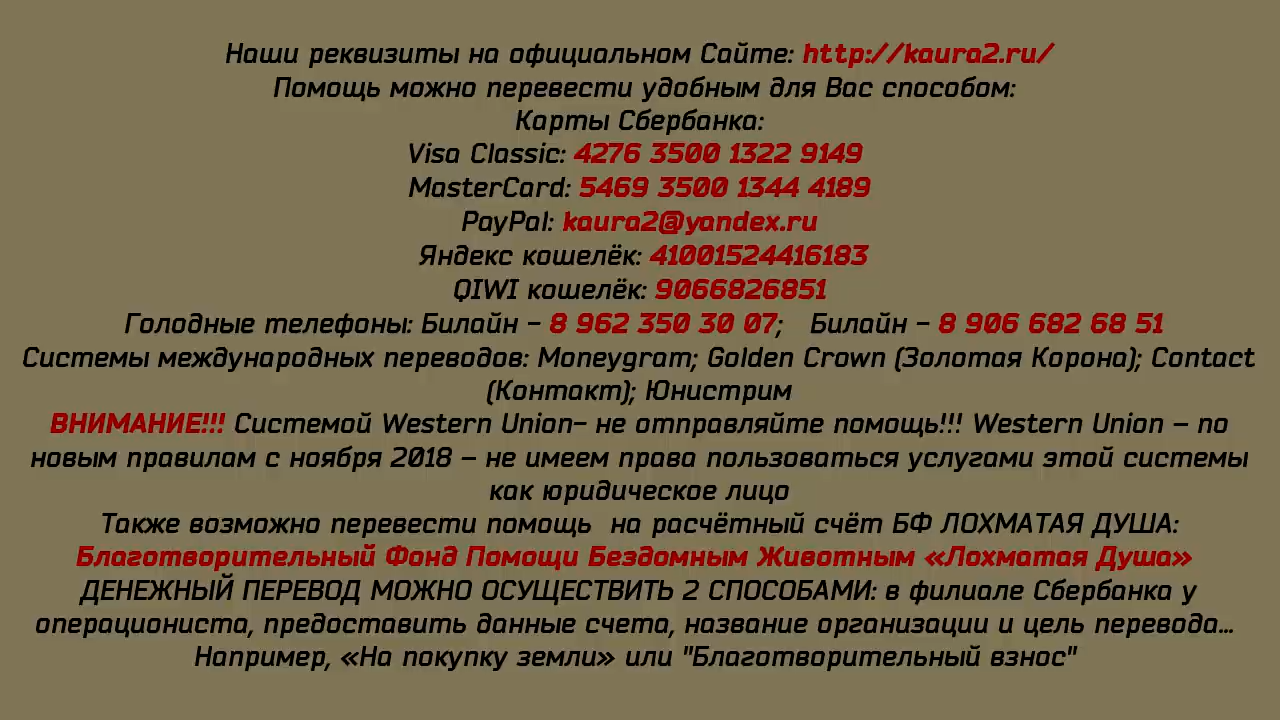 Наши реквизиты на официальном Сайте: http://kaura2.ru/
Помощь можно перевести удобным для Вас способом:
Карты Сбербанка:
Visa Classic: 4276 3500 1322 9149
MasterCard: 5469 3500 1344 4189
PayPal: kaura2@yandex.ru
Яндекс кошелёк: 41001524416183
QIWI кошелёк: 9066826851
Голодные телефоны: Билайн - 8 962 350 30 07; Билайн - 8 906 682 68 51
Системы международных переводов: Moneygram; Golden Crown (Золотая Корона); Contact
(Контакт); Юнистрим
ВНИМАНИЕ!!! Системой Western Union- не отправляйте помощь!!! Western Union – по
новым правилам с ноября 2018 – не имеем права пользоваться услугами этой системы
как юридическое лицо
Также возможно перевести помощь на расчётный счёт БФ ЛОХМАТАЯ ДУША:
Благотворительный Фонд Помощи Бездомным Животным «Лохматая Душа»
ДЕНЕЖНЫЙ ПЕРЕВОД МОЖНО ОСУЩЕСТВИТЬ 2 СПОСОБАМИ: в филиале Сбербанка у
операциониста, предоставить данные счета, название организации и цель перевода...
Например, «На покупку земли» или "Благотворительный взнос"